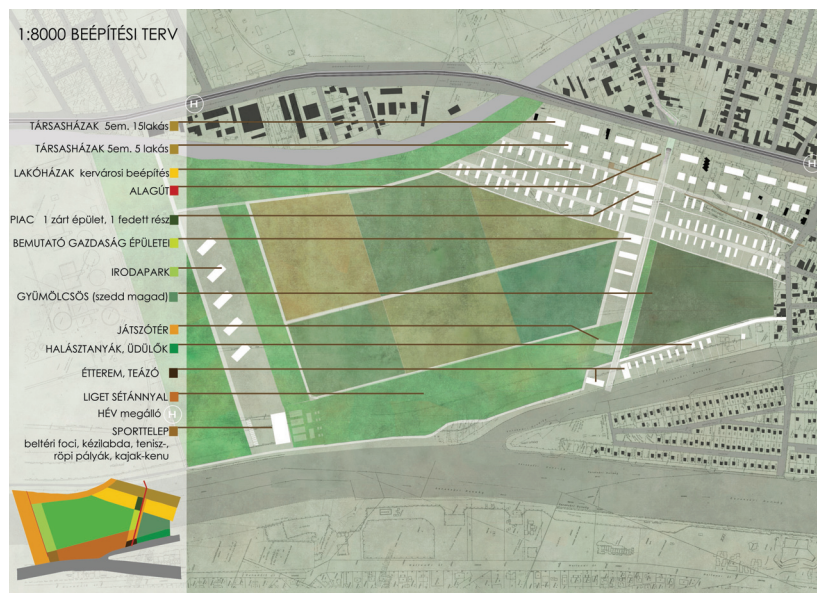 1:8000 BEÉPÍTÉSI TERV
H
TÁRSASHÁZAK 5em. 15lakás
TÁRSASHÁZAK 5em. 5 lakás
LAKÓHÁZAK kervárosi beépítés
ALAGÚT
H
PIAC 1 zárt épület, 1 fedett rész
BEMUTATÓ GAZDASÁG ÉPÜLETEI
IRODAPARK
GYÜMÖLCSÖS (szedd magad)
JÁTSZÓTÉR
HALÁSZTANYÁK, ÜDÜLŐK
ÉTTEREM, TEÁZÓ
LIGET SÉTÁNNYAL
HÉV megálló H
SPORTTELEP
beltéri foci, kézilabda, tenisz-,
röpi pályák, kajak-kenu